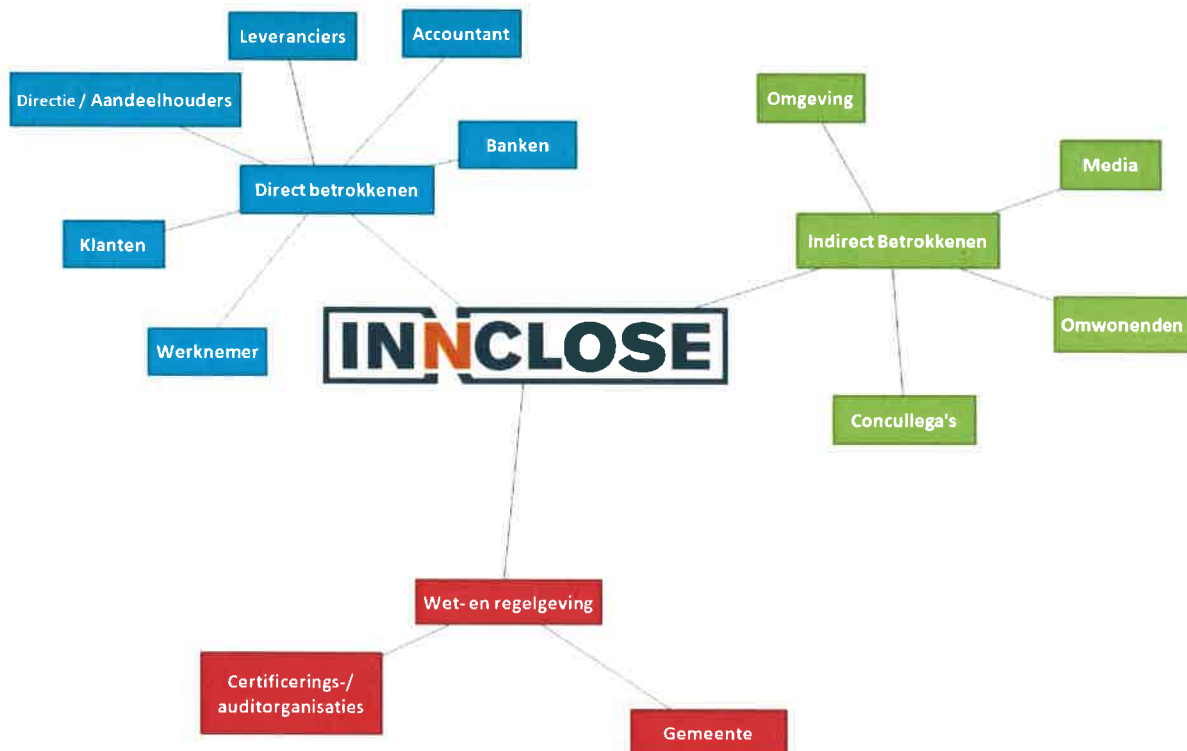 Leveranciers
Accountant
Directie / Aandeelhouders
Banken
Direct betrokkenen
Klanten
Werknemer
Omgeving
Media
Indirect Betrokkenen
Omwonenden
Concullega's
INNCLOSE
Wet- en regelgeving
Certificerings-/
auditorganisaties
Gemeente